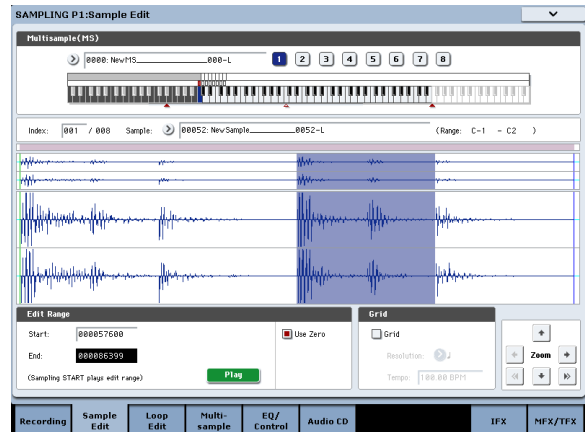 SAMPLING P1:Sample Edit
Multisample(MS)
0000: NewMS 000-L
1 2 3 4 5 6 7 8
Index: 001 / 008 Sample: 00052: NewSample 0052-L (Range: C-1 - C2 )
Edit Range
Grid
Start: 000057600
Use Zero
Grid
End: 000086399
Resolution:
Zoom
(Sampling START plays edit range)
Play
Tempo: 100.00 BPM
Recording
Sample Edit
Loop Edit
Multi-sample
EQ/Control
Audio CD
IFX
MFX/TFX